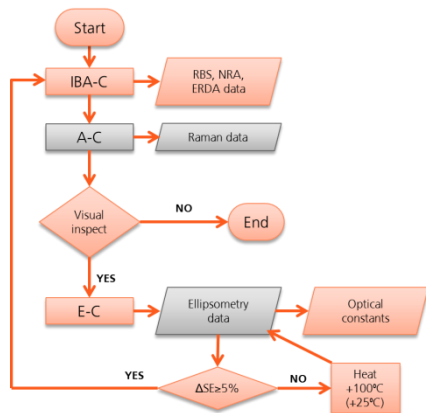 Start
IBA-C
RBS, NRA,
ERDA data
A-C
Raman data
Visual
inspect
NO
End
YES
E-C
Ellipsometry
data
Optical
constants
YES
ΔSE≥5%
NO
Heat
+100ºC
(+25ºC)